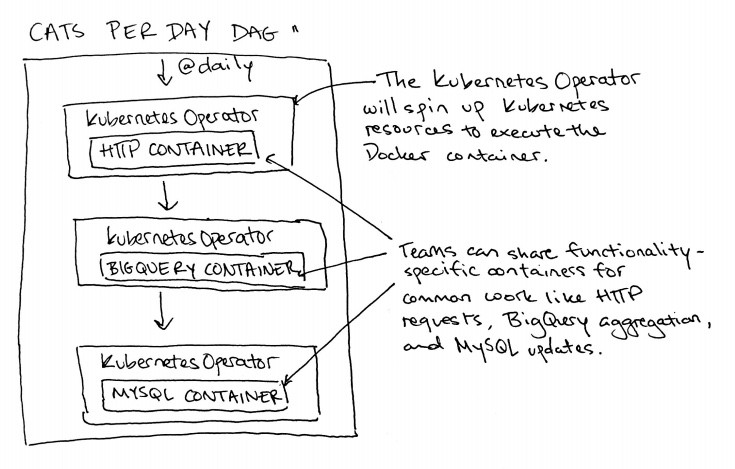 CATS PER DAY DAG "
@daily
Kubernetes Operator
HTTP CONTAINER
Kubernetes Operator
BIGQUERY CONTAINER
Kubernetes Operator
MYSQL CONTAINER
The Kubernetes Operator
will spin up Kubernetes
resources to execute the
Docker container.
Teams can share functionality-
specific containers for
common work like HTTP
requests, BigQuery aggregation,
and MySQL updates.